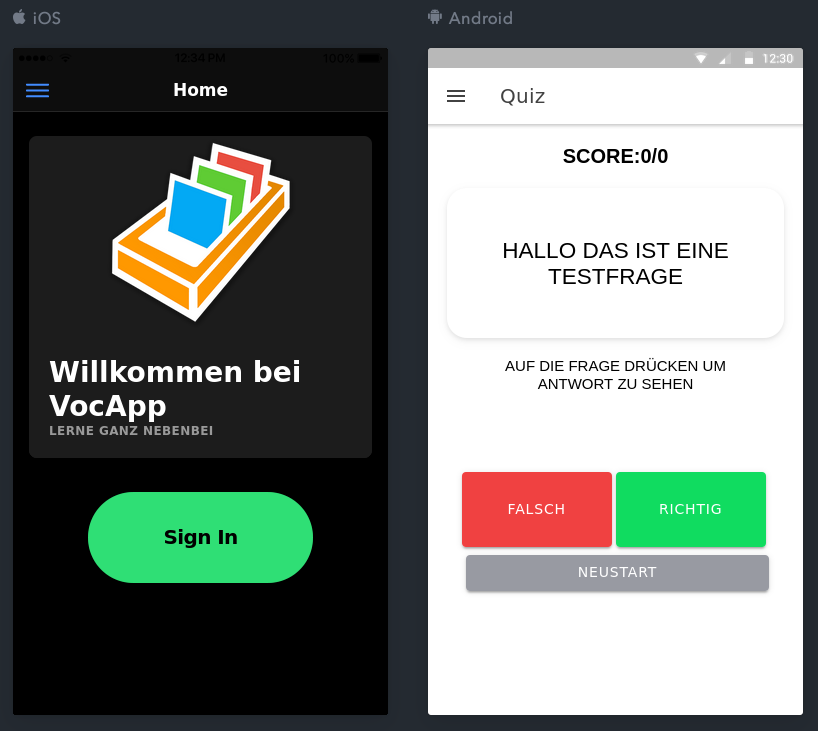 iOS
12:34 PM
100%
Home
Willkommen bei
VocApp
LERNE GANZ NEBENBEI
Sign In
Android
12:30
Quiz
SCORE:0/0
HALLO DAS IST EINE
TESTFRAGE
AUF DIE FRAGE DRÜCKEN UM
ANTWORT ZU SEHEN
FALSCH
RICHTIG
NEUSTART